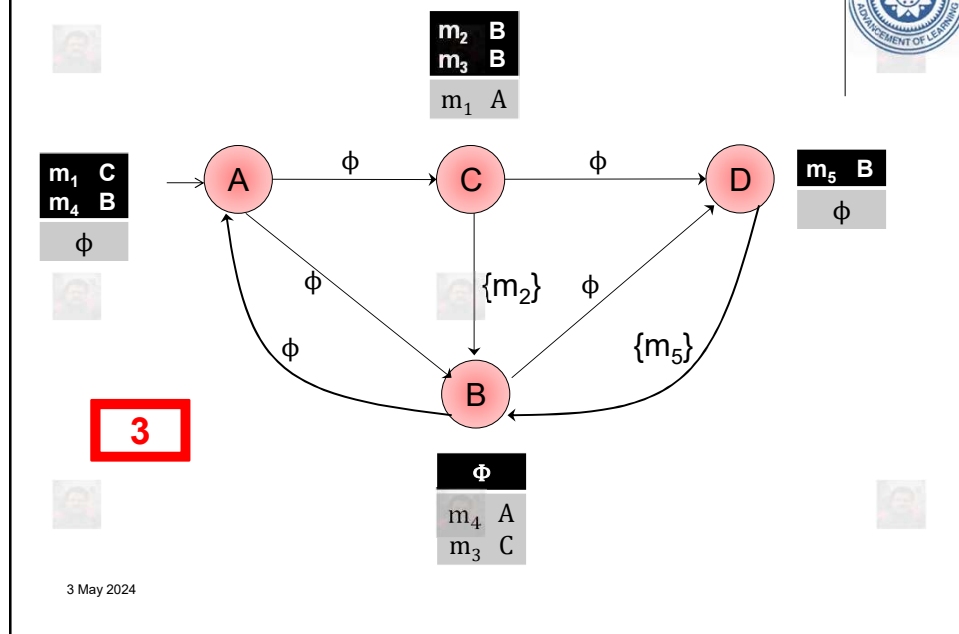 ADVANCEMENT OF LEARNING
m₂ B
m₃ B
m₁ A
m₁ C
m₄ B
ϕ
A
ϕ
C
ϕ
D
m₅ B
ϕ
ϕ
{m₂}
ϕ
ϕ
{m₅}
B
3
Φ
m₄ A
m₃ C
3 May 2024